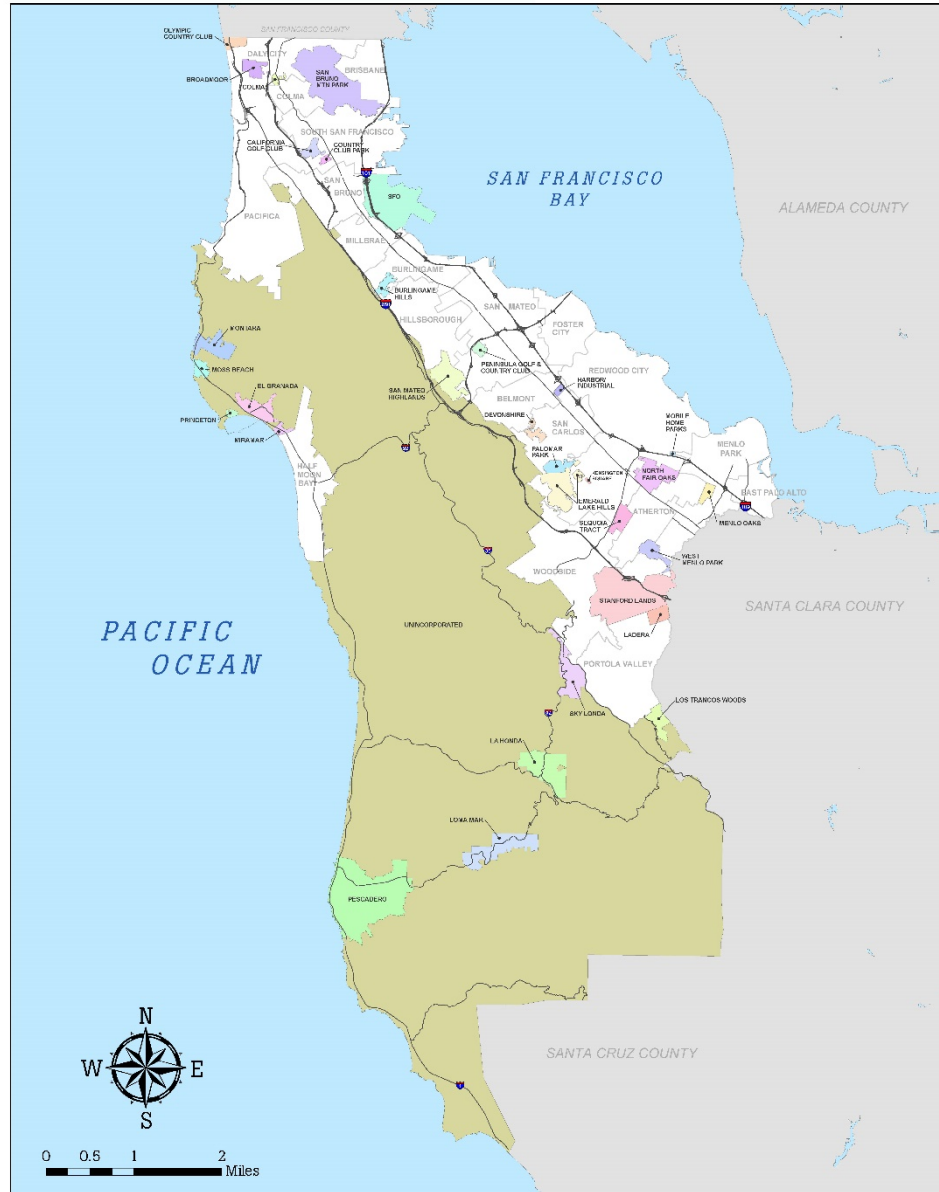 OLYMPIC
COUNTRY CLUB
SAN FRANCISCO COUNTY
DALY CITY
BROADMOOR
COLMA
COLMA
SAN
BRUNO
MTN PARK
BRISBANE
SOUTH SAN FRANCISCO
CALIFORNIA
GOLF CLUB
COUNTRY
CLUB PARK
SAN
BRUNO
SFO
SAN FRANCISCO
BAY
ALAMEDA COUNTY
PACIFICA
MILLBRAE
BURLINGAME
BURLINGAME
HILLS
HILLSBOROUGH
SAN MATEO
FOSTER
CITY
MONTARA
MOSS BEACH
EL GRANADA
PRINCETON
MIRAMAR
PENINSULA GOLF &
COUNTRY CLUB
SAN MATEO
HIGHLANDS
REDWOOD CITY
HARBOR/
INDUSTRIAL
BELMONT
DEVONSHIRE
SAN
CARLOS
MOBILE
HOME
PARKS
MENLO
PARK
HALF
MOON
BAY
PALOMAR
PARK
NORTH
FAIR OAKS
EAST PALO ALTO
EMERALD
LAKE HILLS
SEQUOIA
TRACT
ATHERTON
MENLO OAKS
WEST
MENLO PARK
WOODSIDE
STANFORD LANDS
LADERA
SANTA CLARA COUNTY
PACIFIC
OCEAN
UNINCORPORATED
PORTOLA VALLEY
LOS TRANCOS WOODS
SKY LONDA
LA HONDA
LOMA MAR
PESCADERO
SANTA CRUZ COUNTY
N
W
E
S
0 0.5 1 2
Miles